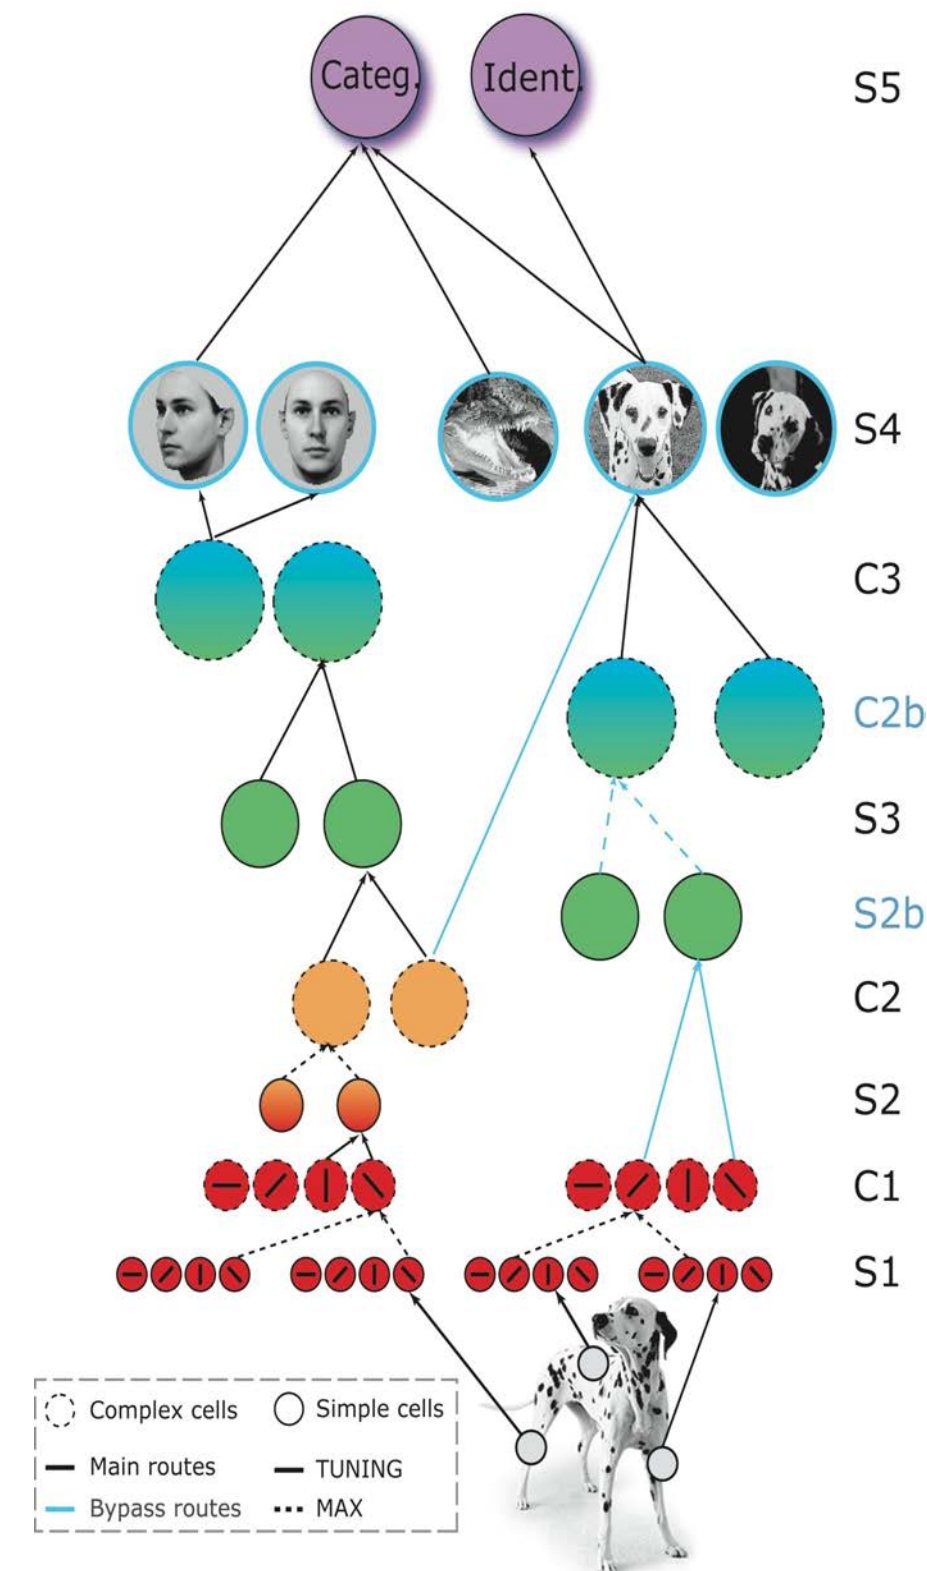 Categ.
Ident.
S5
S4
C3
C2b
S3
S2b
C2
S2
C1
S1
Complex cells
Simple cells
Main routes
TUNING
Bypass routes
MAX